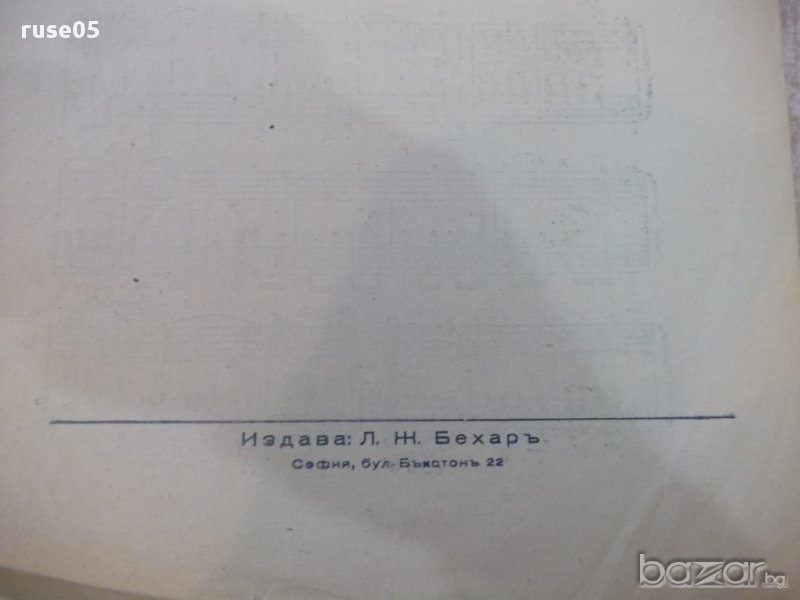 ruse05
Издава: Л. Ж. Бехаръ
София, бул. Бъкстонъ 22
bazar.bg